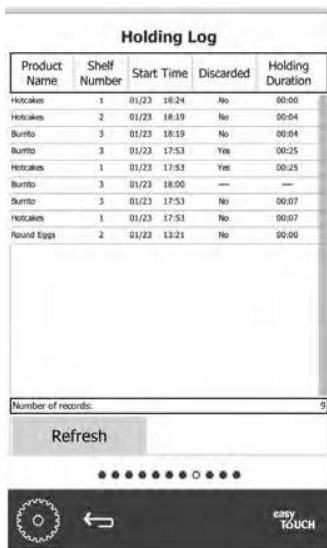 Holding Log
Product Name Shelf Number Start Time Discarded Holding Duration
Hotcakes 1 01/23 18:24 No 00:00
Hotcakes 2 01/23 18:19 No 00:04
Burrito 3 01/23 18:19 No 00:04
Burrito 3 01/23 17:53 Yes 00:25
Hotcakes 1 01/23 17:53 Yes 00:25
Burrito 3 01/23 18:00 — —
Burrito 3 01/23 17:53 No 00:07
Hotcakes 1 01/23 17:53 No 00:07
Round Eggs 2 01/23 13:21 No 00:00
Number of records: 9
Refresh
easy
TOUCH